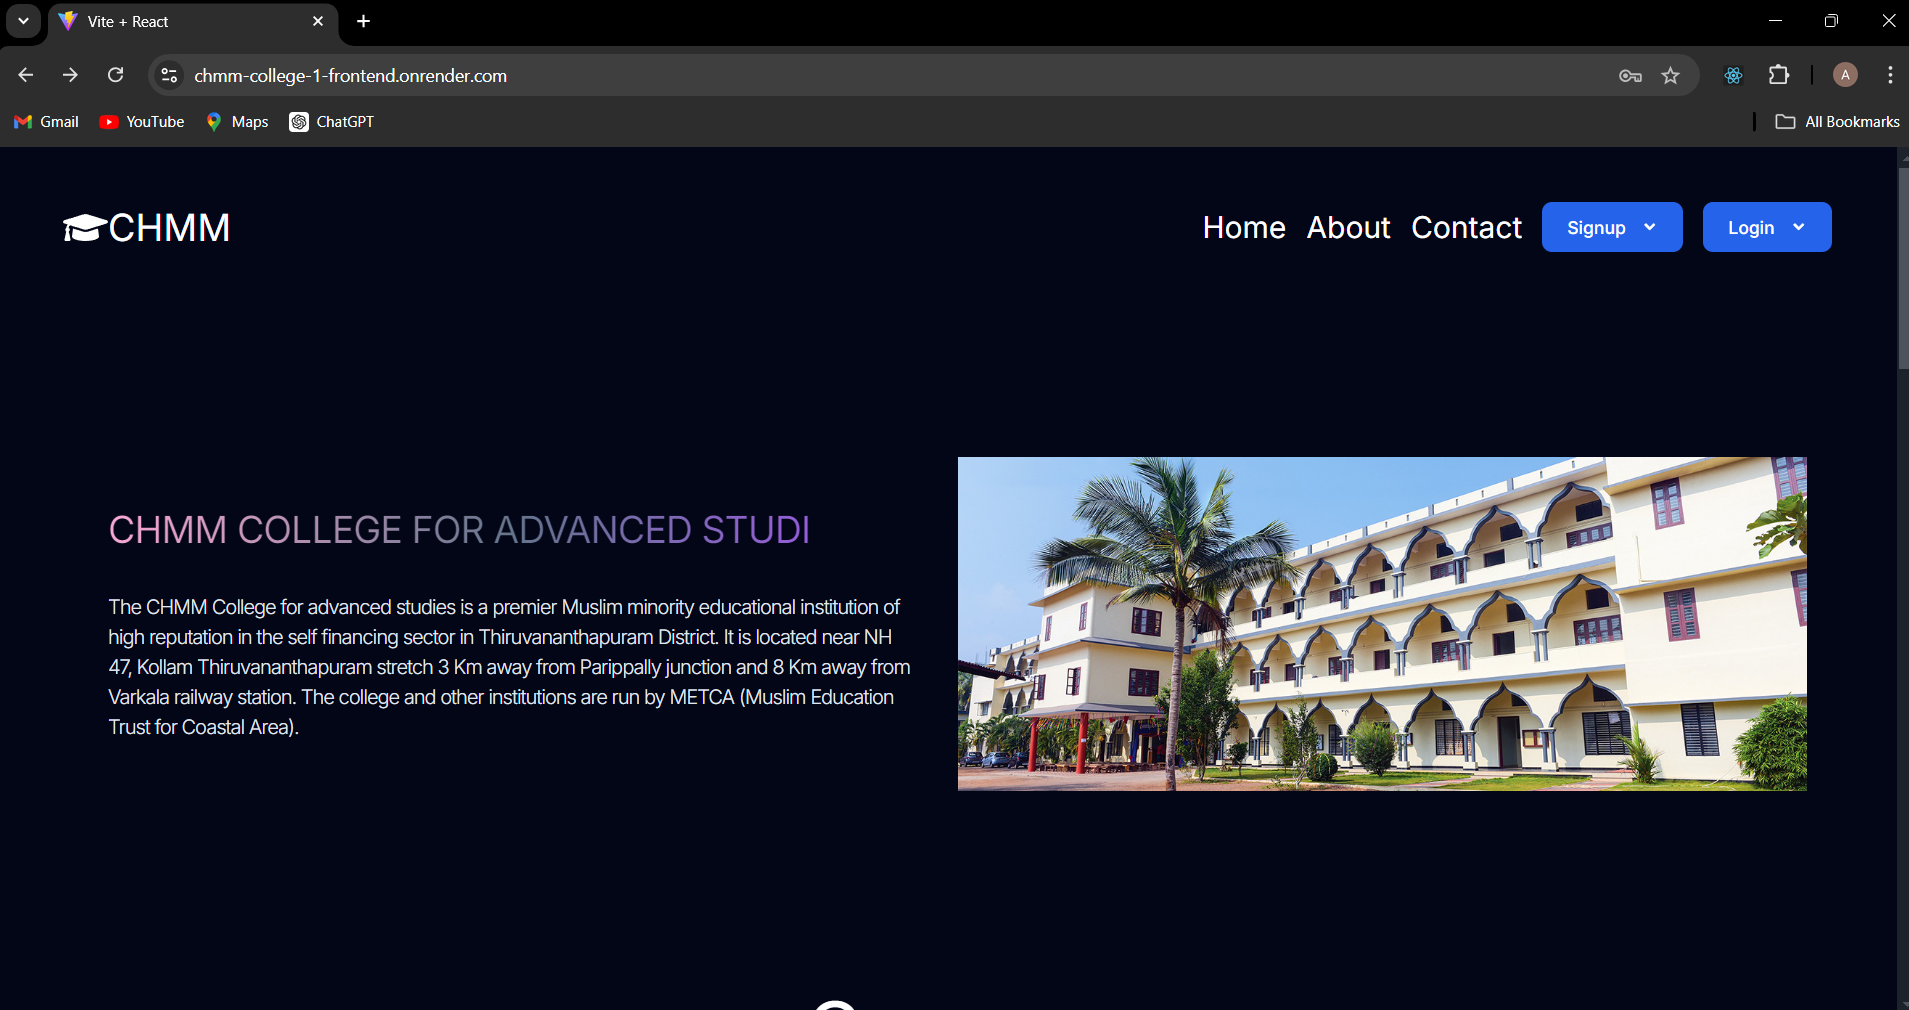 Vite + React
chmm-college-1-frontend.onrender.com
A
Gmail YouTube Maps ChatGPT All Bookmarks
CHMM
Home About Contact Signup Login
CHMM COLLEGE FOR ADVANCED STUDI
The CHMM College for advanced studies is a premier Muslim minority educational institution of
high reputation in the self financing sector in Thiruvananthapuram District. It is located near NH
47, Kollam Thiruvananthapuram stretch 3 Km away from Parippally junction and 8 Km away from
Varkala railway station. The college and other institutions are run by METCA (Muslim Education
Trust for Coastal Area).